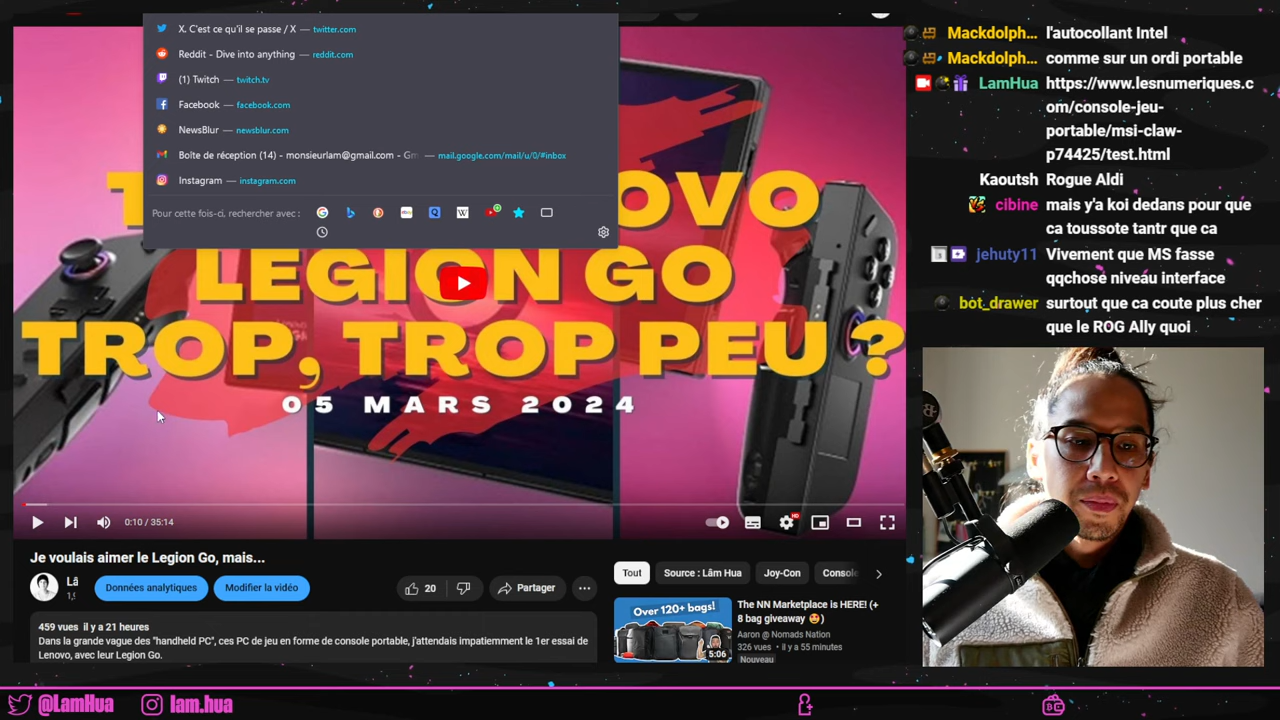 X. C'est ce qu'il se passe / X — twitter.com
Reddit - Dive into anything — reddit.com
(1) Twitch — twitch.tv
Facebook — facebook.com
NewsBlur — newsblur.com
Boîte de réception (14) - monsieurlam@gmail.com - Gm — mail.google.com/mail/u/0/#inbox
Instagram — instagram.com
Pour cette fois-ci, rechercher avec :
LEGION GO
TROP, TROP PEU ?
05 MARS 2024
0:10 / 35:14
HD
Je voulais aimer le Legion Go, mais...
Données analytiques
Modifier la vidéo
20
Partager
459 vues il y a 21 heures
Dans la grande vague des "handheld PC", ces PC de jeu en forme de console portable, j'attendais impatiemment le 1er essai de
Lenovo, avec leur Legion Go.
Tout
Source : Lâm Hua
Joy-Con
Console
Over 120+ bags!
5:06
The NN Marketplace is HERE! (+
8 bag giveaway 😍)
Aaron @ Nomads Nation
326 vues • il y a 55 minutes
Nouveau
Mackdolph... l'autocollant Intel
Mackdolph... comme sur un ordi portable
LamHua https://www.lesnumeriques.c
om/console-jeu-
portable/msi-claw-
p74425/test.html
Kaoutsh Rogue Aldi
cibine mais y'a koi dedans pour que
ca toussote tantr que ca
jehuty11 Vivement que MS fasse
qqchosé niveau interface
bot_drawer surtout que ca coute plus cher
que le ROG Ally quoi
@LamHua
lam.hua